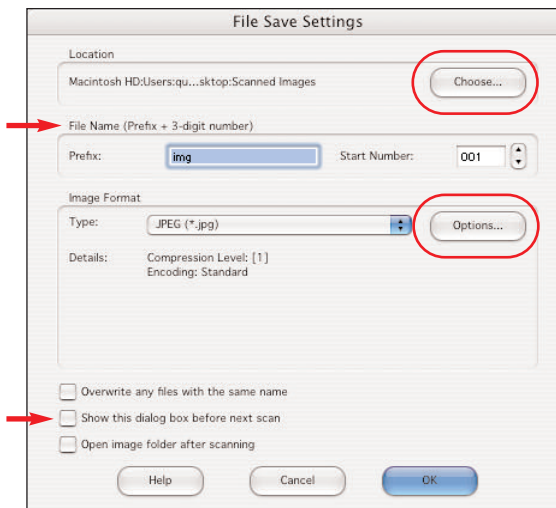 File Save Settings
Location
Macintosh HD:Users:qu...sktop:Scanned Images
Choose...
File Name (Prefix + 3-digit number)
Prefix:
img
Start Number:
001
Image Format
Type:
JPEG (*.jpg)
Options...
Details:
Compression Level: [1]
Encoding: Standard
Overwrite any files with the same name
Show this dialog box before next scan
Open image folder after scanning
Help
Cancel
OK